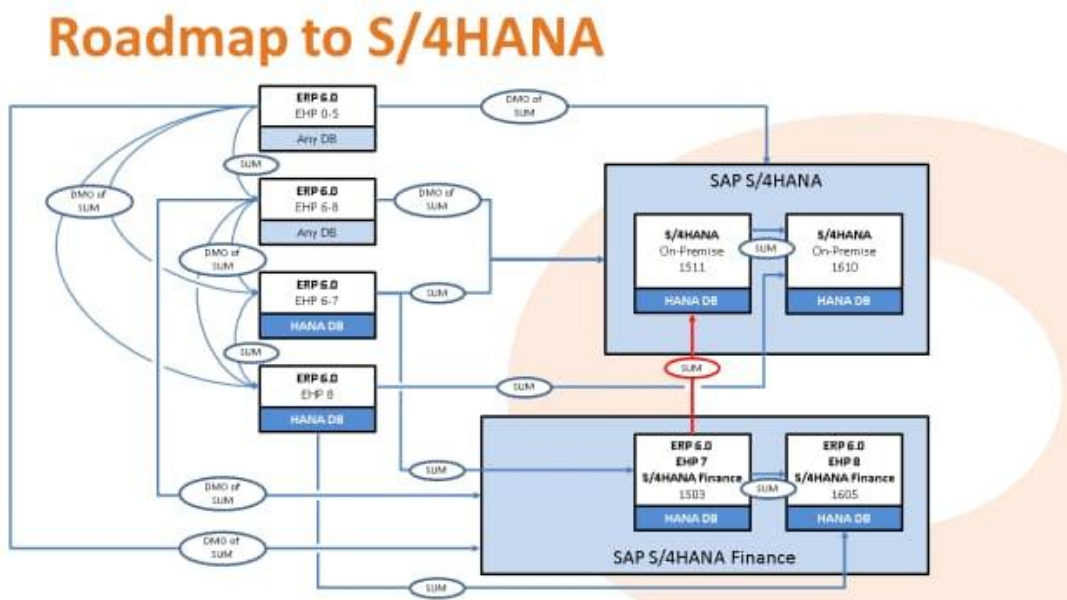 Roadmap to S/4HANA
ERP 6.0
EHP 0-5
Any DB
DMO of
SUM
SUM
DMO of
SUM
ERP 6.0
EHP 6-8
Any DB
DMO of
SUM
DMO of
SUM
ERP 6.0
EHP 6-7
HANA DB
SUM
SUM
ERP 6.0
EHP 8
HANA DB
SUM
SAP S/4HANA
S/4HANA
On-Premise
1511
HANA DB
SUM
S/4HANA
On-Premise
1610
HANA DB
SUM
SUM
DMO of
SUM
DMO of
SUM
SUM
ERP 6.0
EHP 7
S/4HANA Finance
1503
HANA DB
SUM
ERP 6.0
EHP 8
S/4HANA Finance
1605
HANA DB
SAP S/4HANA Finance